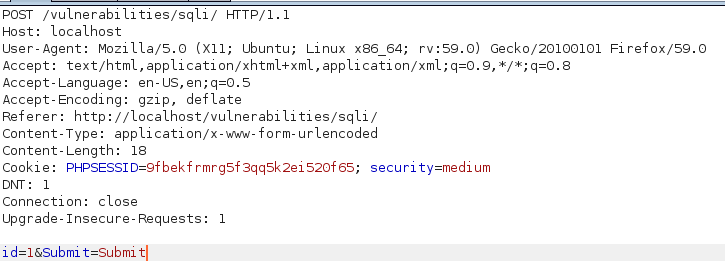 POST /vulnerabilities/sqli/ HTTP/1.1
Host: localhost
User-Agent: Mozilla/5.0 (X11; Ubuntu; Linux x86_64; rv:59.0) Gecko/20100101 Firefox/59.0
Accept: text/html,application/xhtml+xml,application/xml;q=0.9,*/*;q=0.8
Accept-Language: en-US,en;q=0.5
Accept-Encoding: gzip, deflate
Referer: http://localhost/vulnerabilities/sqli/
Content-Type: application/x-www-form-urlencoded
Content-Length: 18
Cookie: PHPSESSID=9fbekfrmrg5f3qq5k2ei520f65; security=medium
DNT: 1
Connection: close
Upgrade-Insecure-Requests: 1
id=1&Submit=Submit